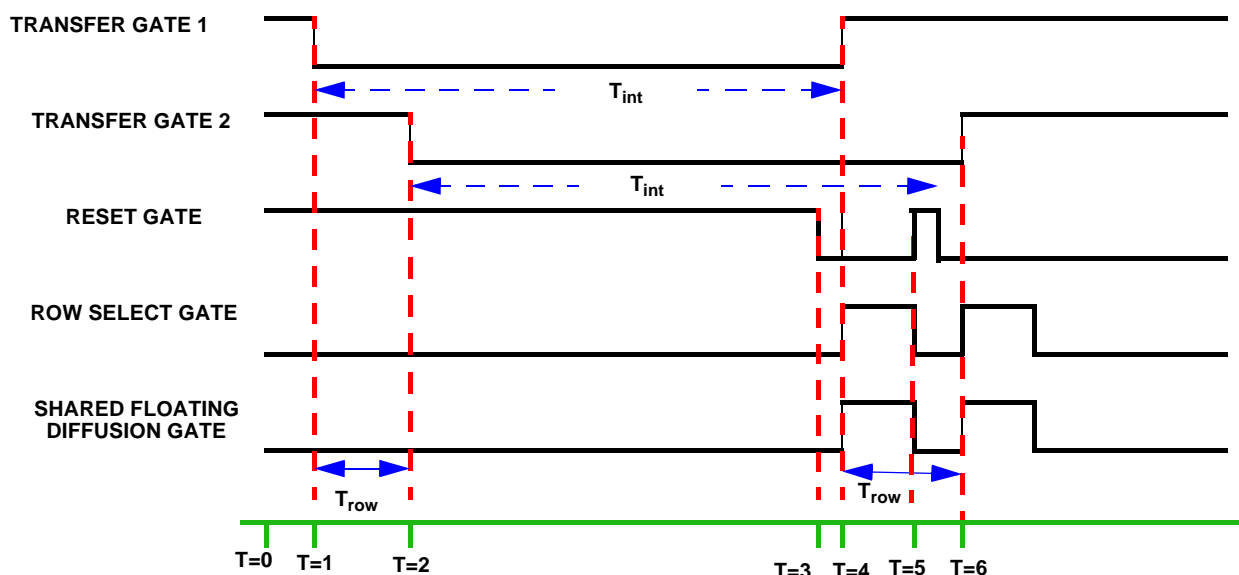 TRANSFER GATE 1
Tint
TRANSFER GATE 2
Tint
RESET GATE
ROW SELECT GATE
SHARED FLOATING
DIFFUSION GATE
Trow
Trow
T=0
T=1
T=2
T=3
T=4
T=5
T=6